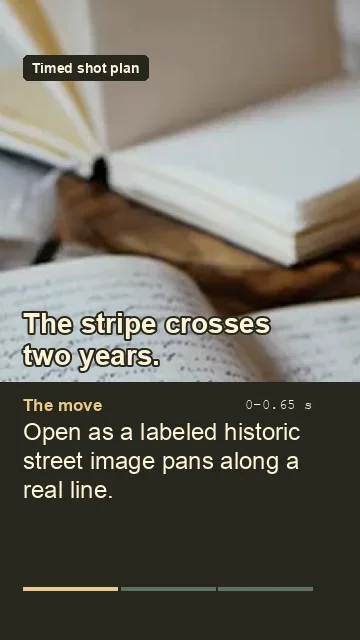 Timed shot plan
The stripe crosses
two years.
The move 0–0.65 s
Open as a labeled historic
street image pans along a
real line.